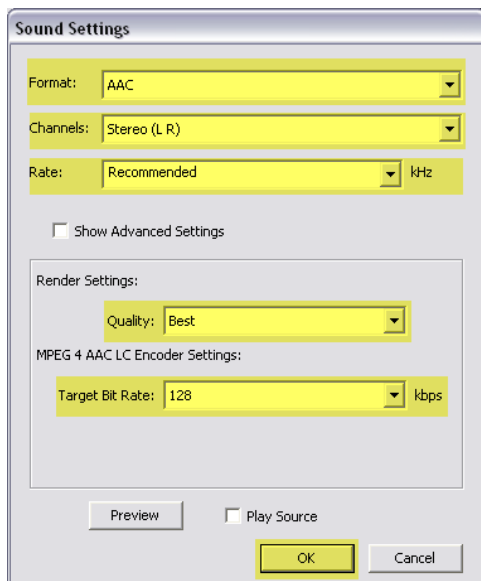 Sound Settings
Format: AAC
Channels: Stereo (L R)
Rate: Recommended kHz
Show Advanced Settings
Render Settings:
Quality: Best
MPEG 4 AAC LC Encoder Settings:
Target Bit Rate: 128 kbps
Preview Play Source
OK Cancel